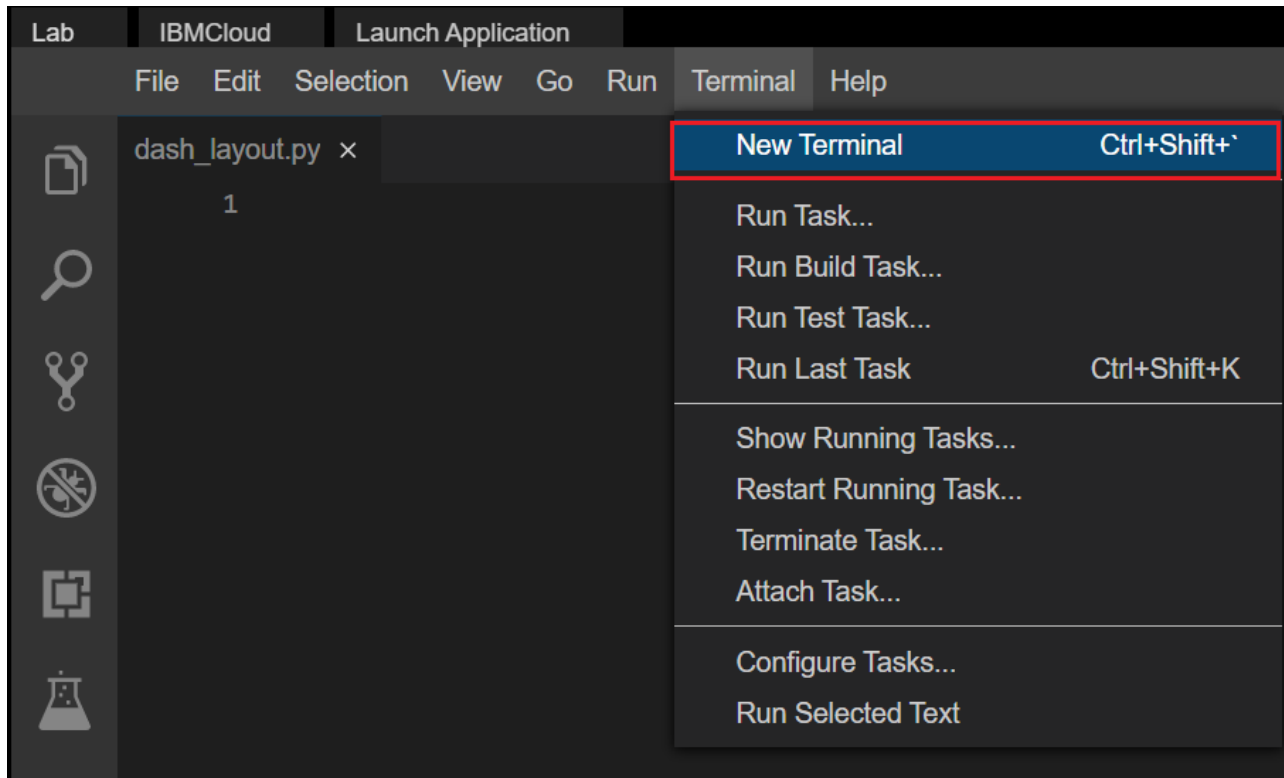 Lab IBMCloud Launch Application
File Edit Selection View Go Run Terminal Help
dash_layout.py ×
1
New Terminal Ctrl+Shift+`
Run Task...
Run Build Task...
Run Test Task...
Run Last Task Ctrl+Shift+K
Show Running Tasks...
Restart Running Task...
Terminate Task...
Attach Task...
Configure Tasks...
Run Selected Text